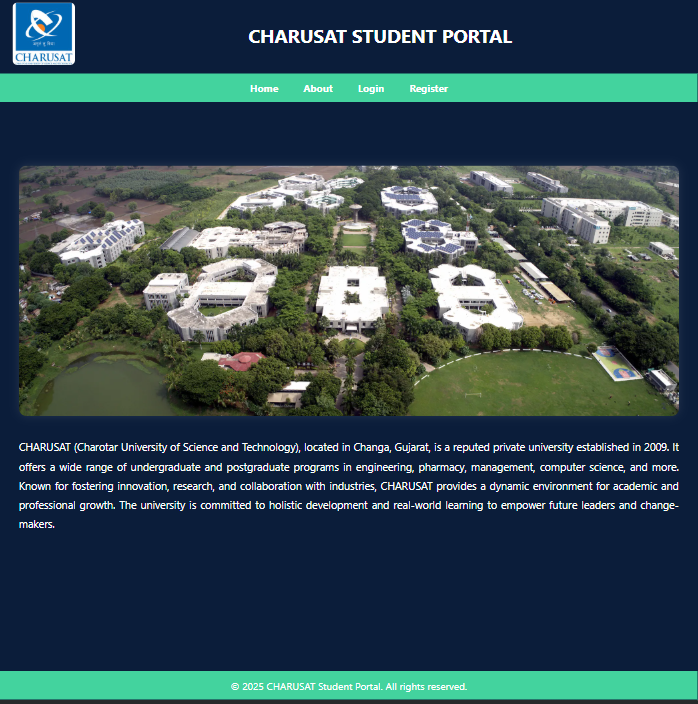 CHARUSAT
CHARUSAT STUDENT PORTAL
Home About Login Register
CHARUSAT (Charotar University of Science and Technology), located in Changa, Gujarat, is a reputed private university established in 2009. It
offers a wide range of undergraduate and postgraduate programs in engineering, pharmacy, management, computer science, and more.
Known for fostering innovation, research, and collaboration with industries, CHARUSAT provides a dynamic environment for academic and
professional growth. The university is committed to holistic development and real-world learning to empower future leaders and change-
makers.
© 2025 CHARUSAT Student Portal. All rights reserved.